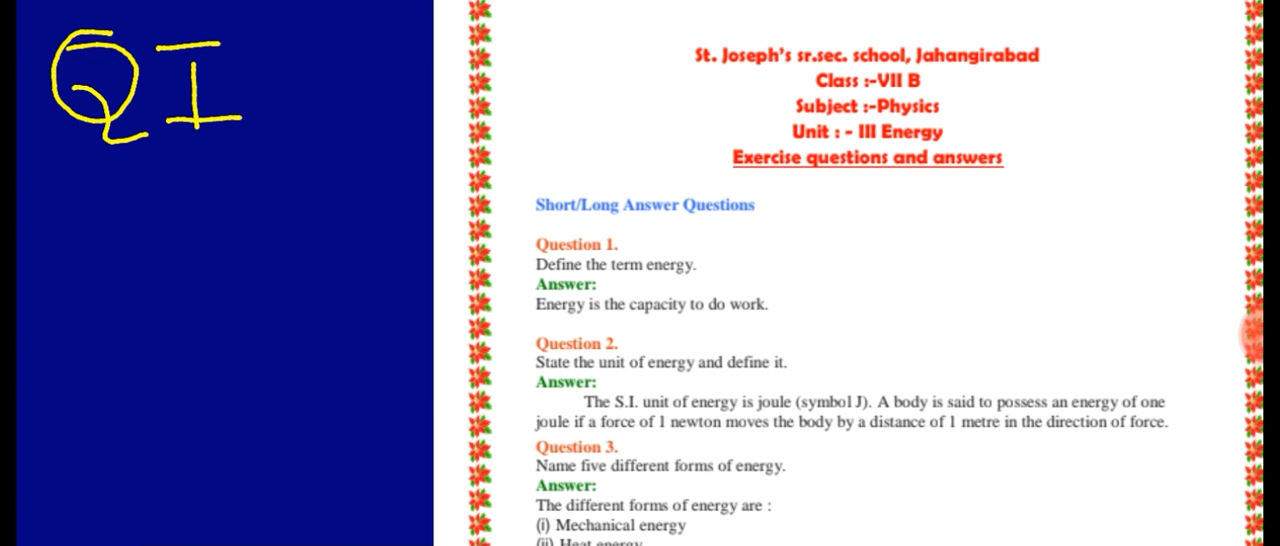 QI
St. Joseph's sr.sec. school, Jahangirabad
Class :-VII B
Subject :-Physics
Unit : - III Energy
Exercise questions and answers
Short/Long Answer Questions
Question 1.
Define the term energy.
Answer:
Energy is the capacity to do work.
Question 2.
State the unit of energy and define it.
Answer:
The S.I. unit of energy is joule (symbol J). A body is said to possess an energy of one
joule if a force of 1 newton moves the body by a distance of 1 metre in the direction of force.
Question 3.
Name five different forms of energy.
Answer:
The different forms of energy are :
(i) Mechanical energy
(ii) Heat energy